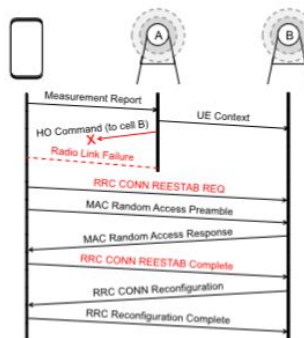 A
B
Measurement Report
UE Context
HO Command (to cell B)
X
Radio Link Failure
RRC CONN REESTAB REQ
MAC Random Access Preamble
MAC Random Access Response
RRC CONN REESTAB Complete
RRC CONN Reconfiguration
RRC Reconfiguration Complete